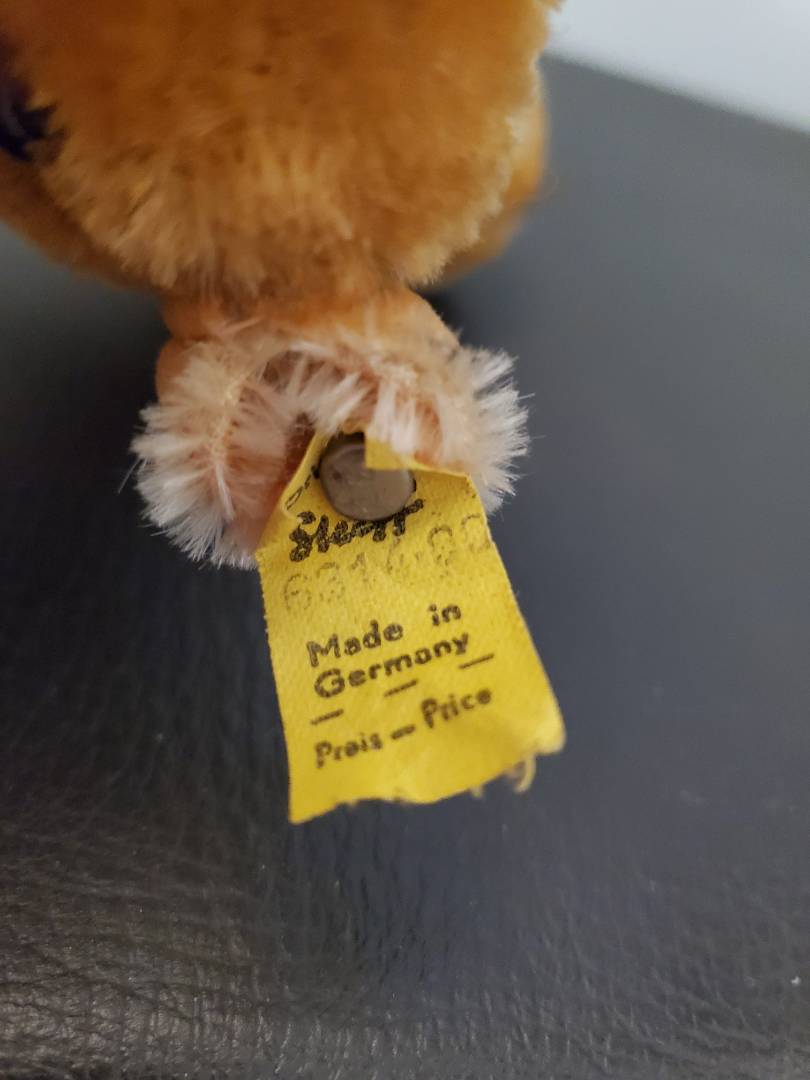 Steiff
Made in
Germany
Preis – Price